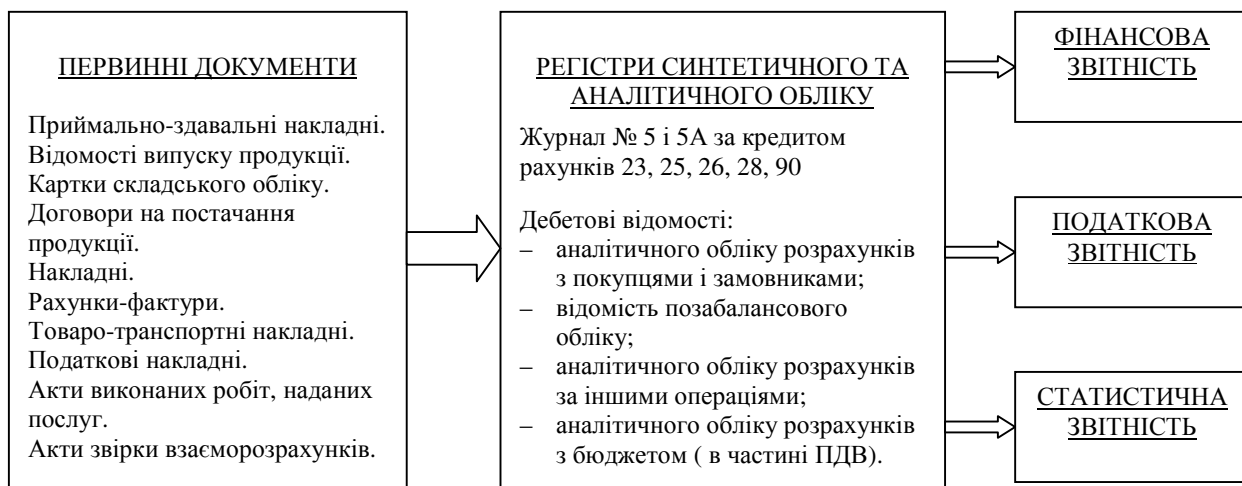 ПЕРВИННІ ДОКУМЕНТИ
Приймально-здавальні накладні.
Відомості випуску продукції.
Картки складського обліку.
Договори на постачання
продукції.
Накладні.
Рахунки-фактури.
Товаро-транспортні накладні.
Податкові накладні.
Акти виконаних робіт, наданих
послуг.
Акти звірки взаєморозрахунків.
РЕГІСТРИ СИНТЕТИЧНОГО ТА
АНАЛІТИЧНОГО ОБЛІКУ
Журнал № 5 і 5А за кредитом
рахунків 23, 25, 26, 28, 90
Дебетові відомості:
– аналітичного обліку розрахунків
з покупцями і замовниками;
– відомість позабалансового
обліку;
– аналітичного обліку розрахунків
за іншими операціями;
– аналітичного обліку розрахунків
з бюджетом ( в частині ПДВ).
ФІНАНСОВА
ЗВІТНІСТЬ
ПОДАТКОВА
ЗВІТНІСТЬ
СТАТИСТИЧНА
ЗВІТНІСТЬ